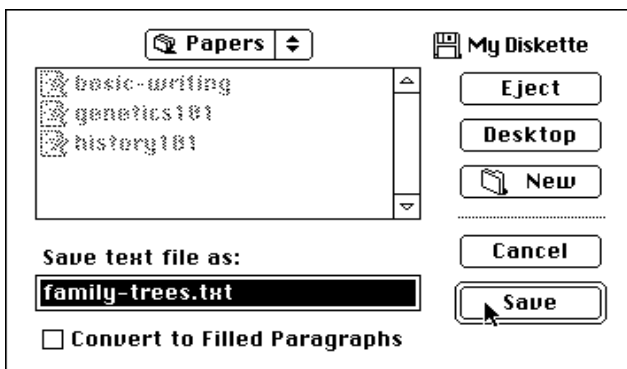 Papers
My Diskette
basic-writing
genetics101
history101
Eject
Desktop
New
Save text file as:
family-trees.txt
Convert to Filled Paragraphs
Cancel
Save